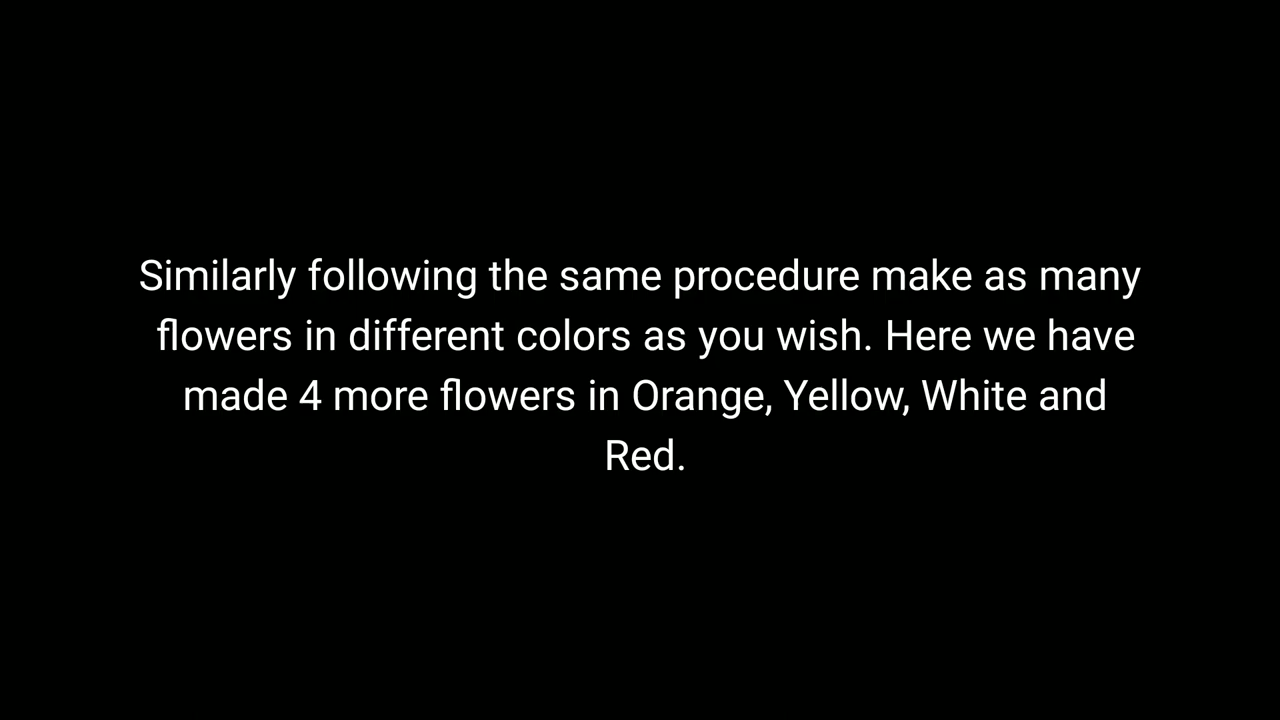 Similarly following the same procedure make as many
flowers in different colors as you wish. Here we have
made 4 more flowers in Orange, Yellow, White and
Red.